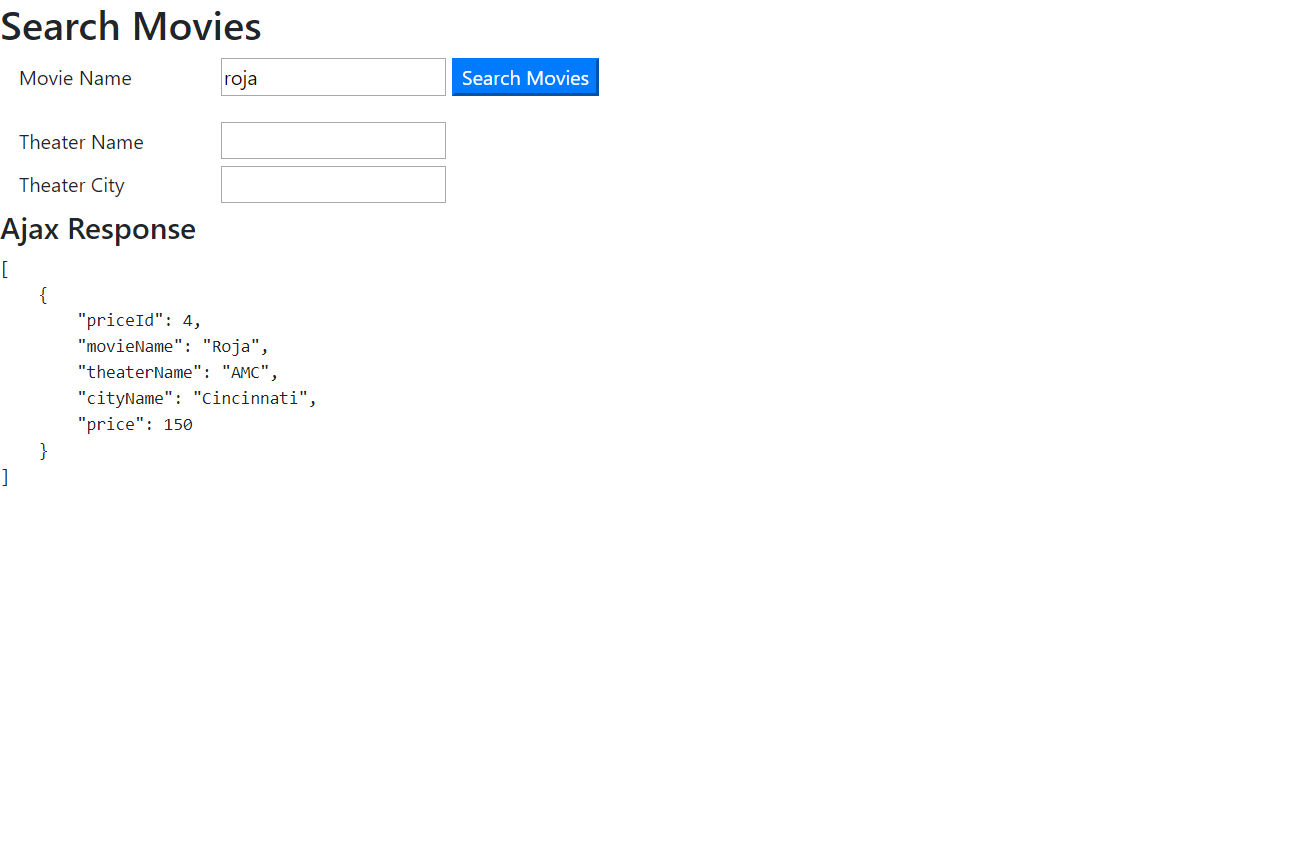 Search Movies
Movie Name roja Search Movies
Theater Name
Theater City
Ajax Response
[
    {
        "priceId": 4,
        "movieName": "Roja",
        "theaterName": "AMC",
        "cityName": "Cincinnati",
        "price": 150
    }
]